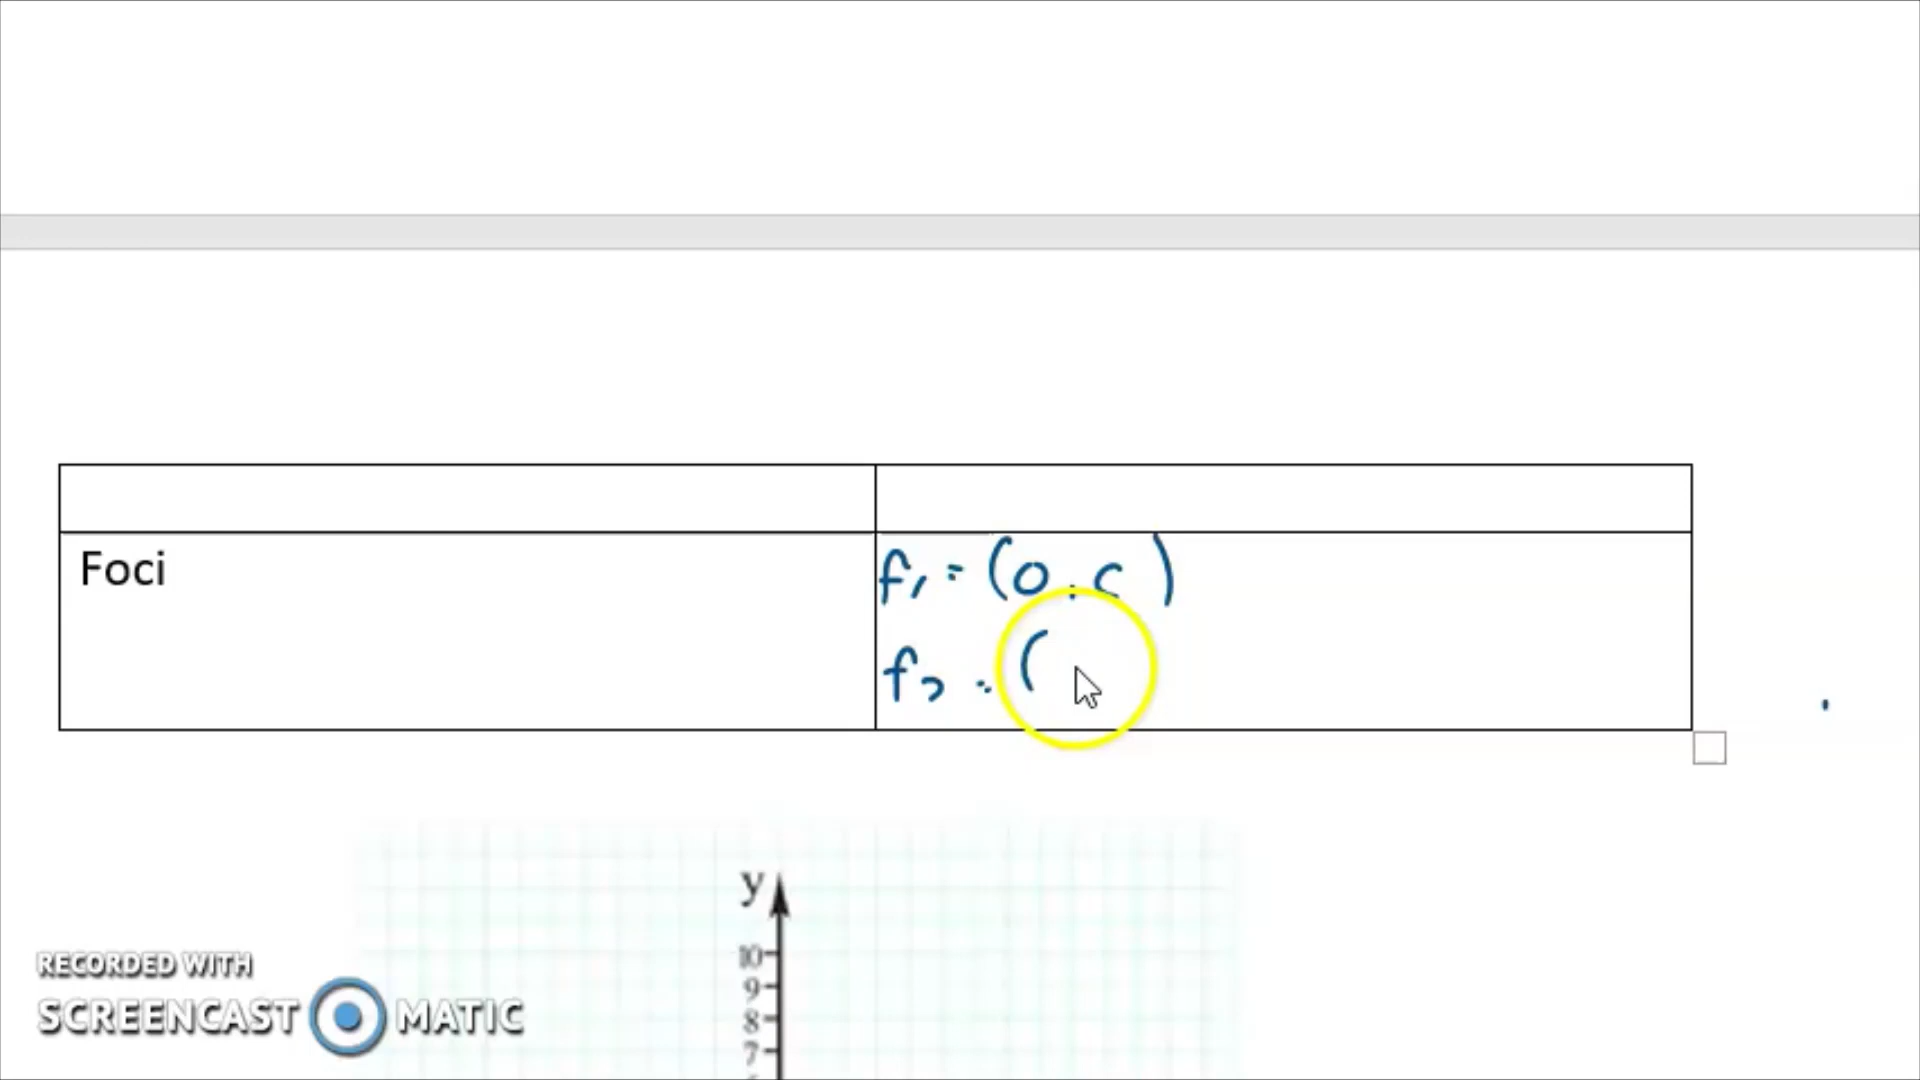 Foci
f₁ = (0, c )
f₂ = (
y
10
9
8
7
RECORDED WITH
SCREENCAST MATIC